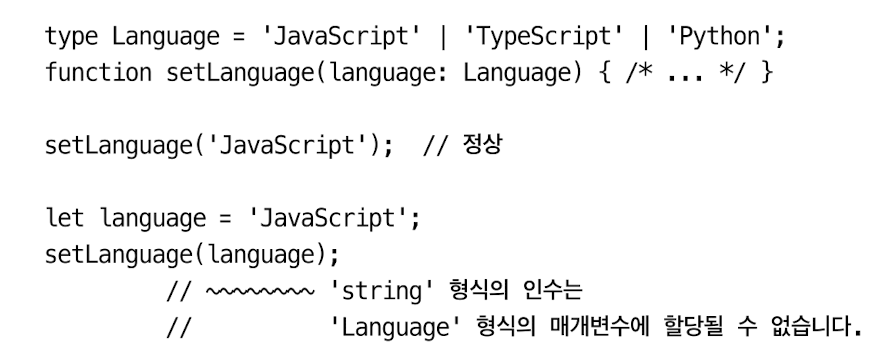 type Language = 'JavaScript' | 'TypeScript' | 'Python';
function setLanguage(language: Language) { /* ... */ }
setLanguage('JavaScript');  // 정상
let language = 'JavaScript';
setLanguage(language);
// ~~~~~~~~ 'string' 형식의 인수는
//          'Language' 형식의 매개변수에 할당될 수 없습니다.